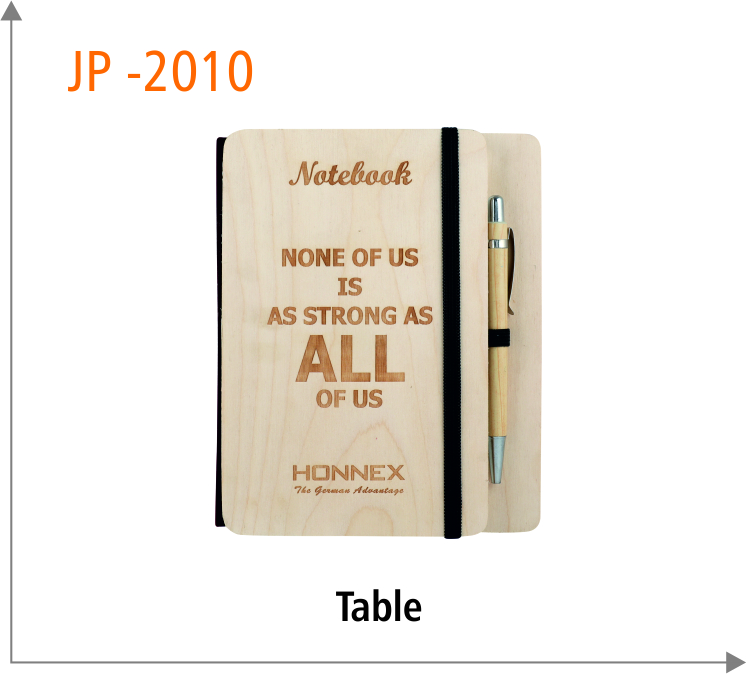 JP -2010
Notebook
NONE OF US
IS
AS STRONG AS
ALL
OF US
HONNEX
The German Advantage
Table